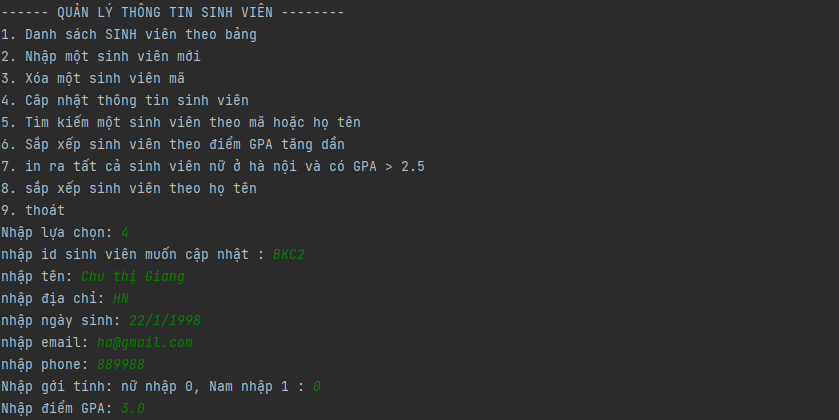 ------ QUẢN LÝ THÔNG TIN SINH VIÊN --------
1. Danh sách SINH viên theo bảng
2. Nhập một sinh viên mới
3. Xóa một sinh viên mã
4. Câp nhật thông tin sinh viên
5. Tìm kiếm một sinh viên theo mã hoặc họ tên
6. Sắp xếp sinh viên theo điểm GPA tăng dần
7. in ra tất cả sinh viên nữ ở hà nội và có GPA > 2.5
8. sắp xếp sinh viên theo họ tên
9. thoát
Nhập lựa chọn: 4
nhập id sinh viên muốn cập nhật : BKC2
nhập tên: Chu thị Giang
nhập địa chỉ: HN
nhập ngày sinh: 22/1/1998
nhập email: ha@gmail.com
nhập phone: 889988
Nhập gới tính: nữ nhập 0, Nam nhập 1 : 0
Nhập điểm GPA: 3.0